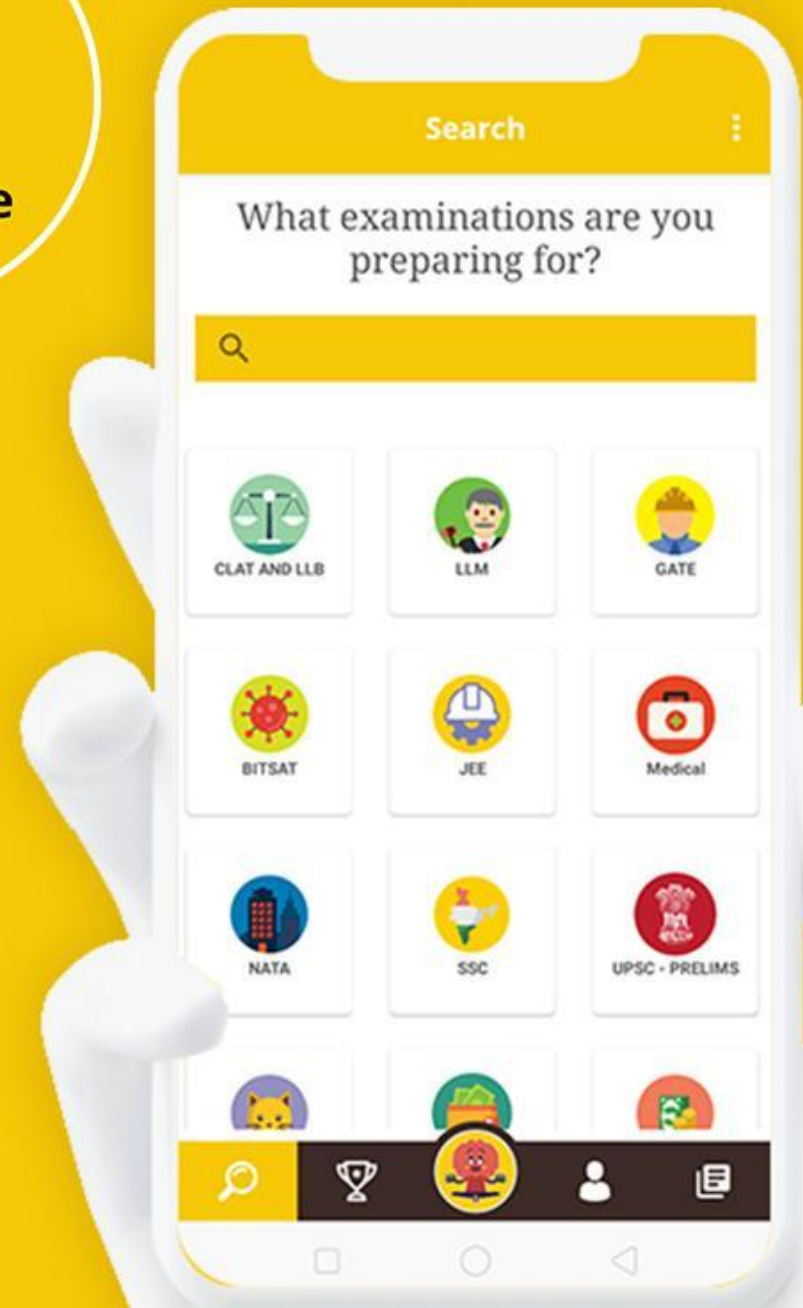 e
Search
What examinations are you
preparing for?
CLAT AND LLB
LLM
GATE
BITSAT
JEE
Medical
NATA
SSC
UPSC - PRELIMS